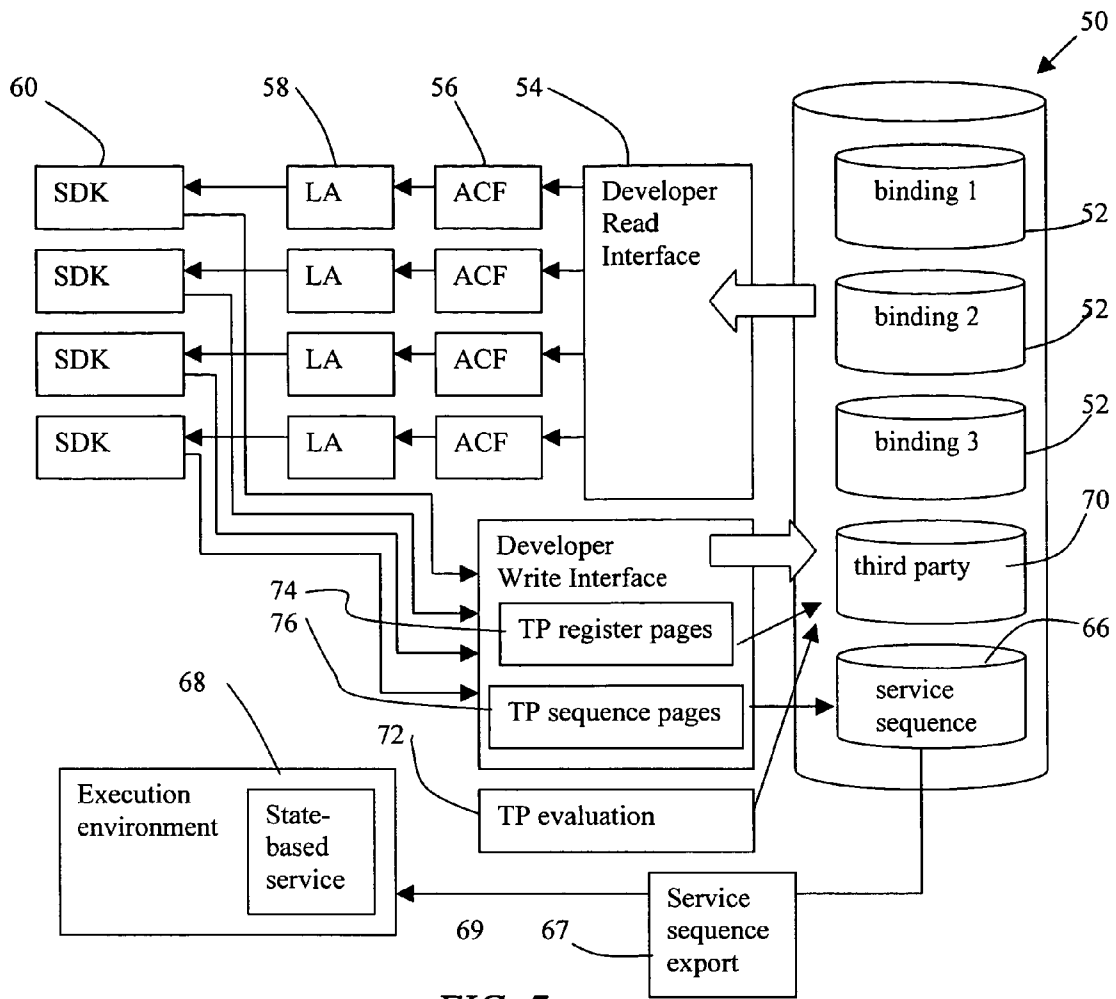 50
60
58
56
54
SDK
LA
ACF
Developer
Read
Interface
binding 1
52
SDK
LA
ACF
binding 2
52
SDK
LA
ACF
binding 3
52
SDK
LA
ACF
70
Developer
Write Interface
third party
74
TP register pages
76
66
68
TP sequence pages
service
sequence
72
Execution
environment
State-
based
service
TP evaluation
69
67
Service
sequence
export